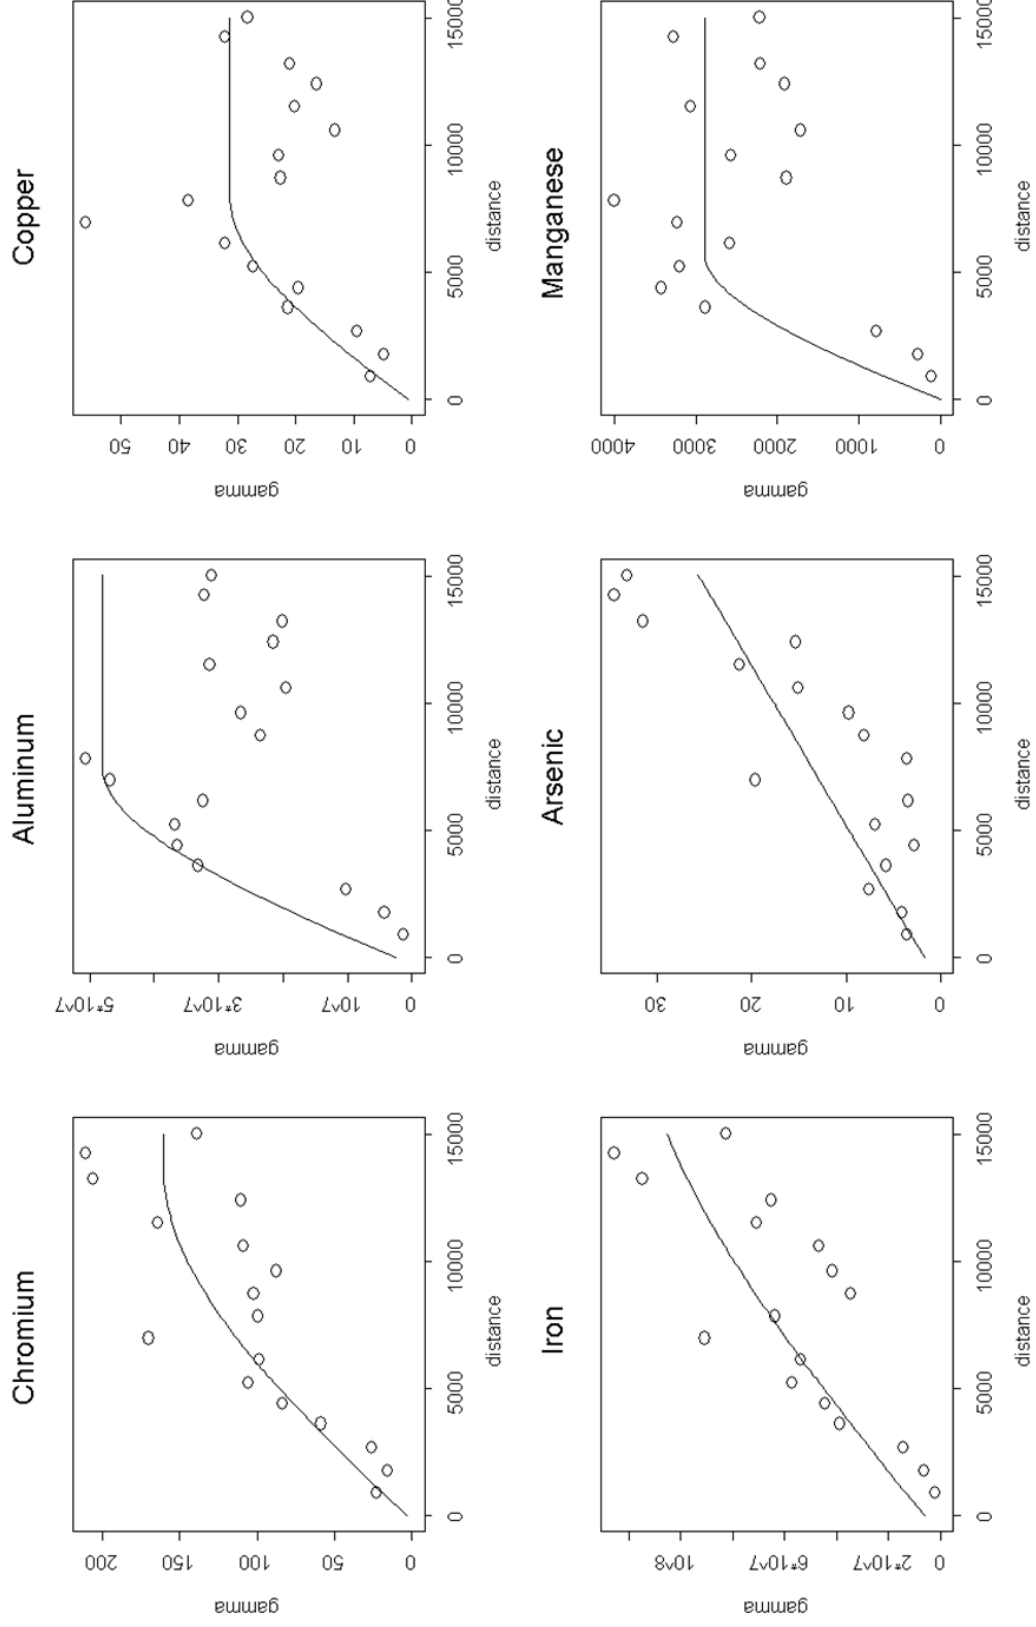 Chromium
gamma
200
150
100
50
0
0 5000 10000 15000
distance
Aluminum
gamma
5*10^7
3*10^7
10^7
0
0 5000 10000 15000
distance
Copper
gamma
50
40
30
20
10
0
0 5000 10000 15000
distance
Iron
gamma
10^8
6*10^7
2*10^7
0
0 5000 10000 15000
distance
Arsenic
gamma
30
20
10
0
0 5000 10000 15000
distance
Manganese
gamma
4000
3000
2000
1000
0
0 5000 10000 15000
distance